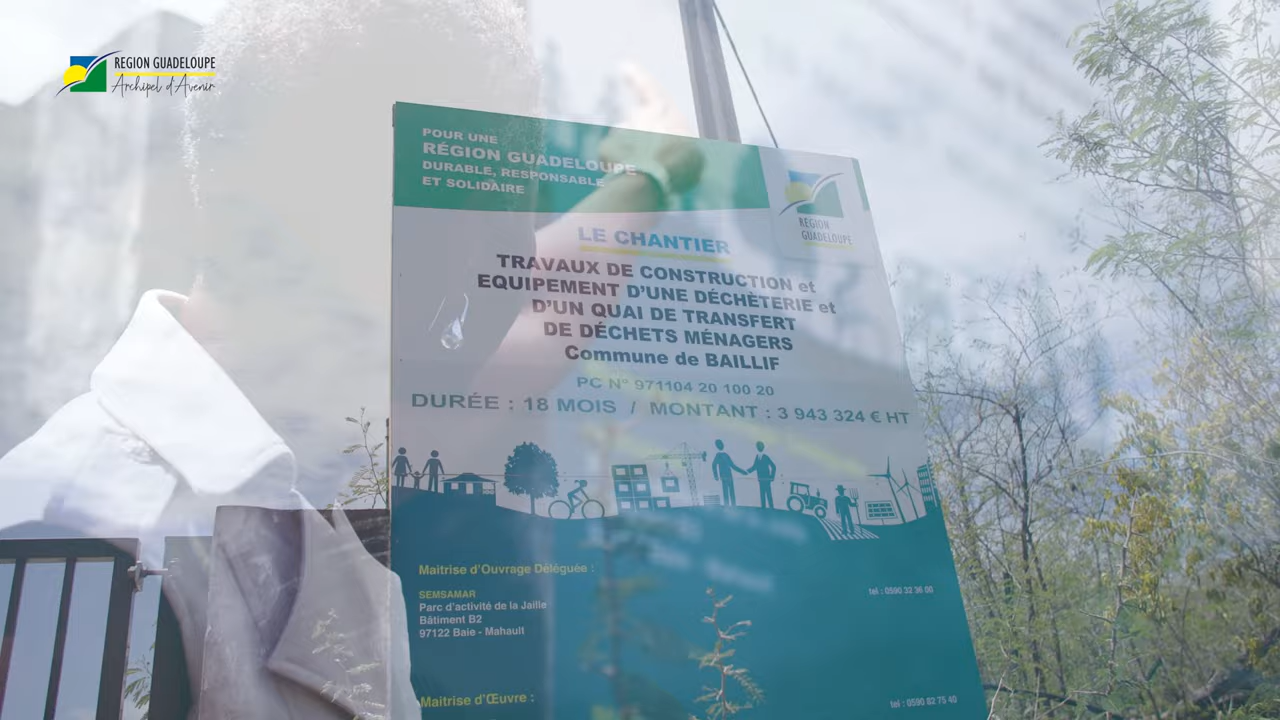 REGION GUADELOUPE
Archipel d'Avenir
POUR UNE
RÉGION GUADELOUPE
DURABLE, RESPONSABLE
ET SOLIDAIRE
RÉGION
GUADELOUPE
LE CHANTIER
TRAVAUX DE CONSTRUCTION et
EQUIPEMENT D'UNE DÉCHÈTERIE et
D'UN QUAI DE TRANSFERT
DE DÉCHETS MÉNAGERS
Commune de BAILLIF
PC N° 971104 20 100 20
DURÉE : 18 MOIS / MONTANT : 3 943 324 € HT
Maitrise d'Ouvrage Déléguée :
SEMSAMAR
Parc d'activité de la Jaille
Bâtiment B2
97122 Baie - Mahault
tel : 0590 32 36 00
Maitrise d'Œuvre :
tel : 0590 82 75 40